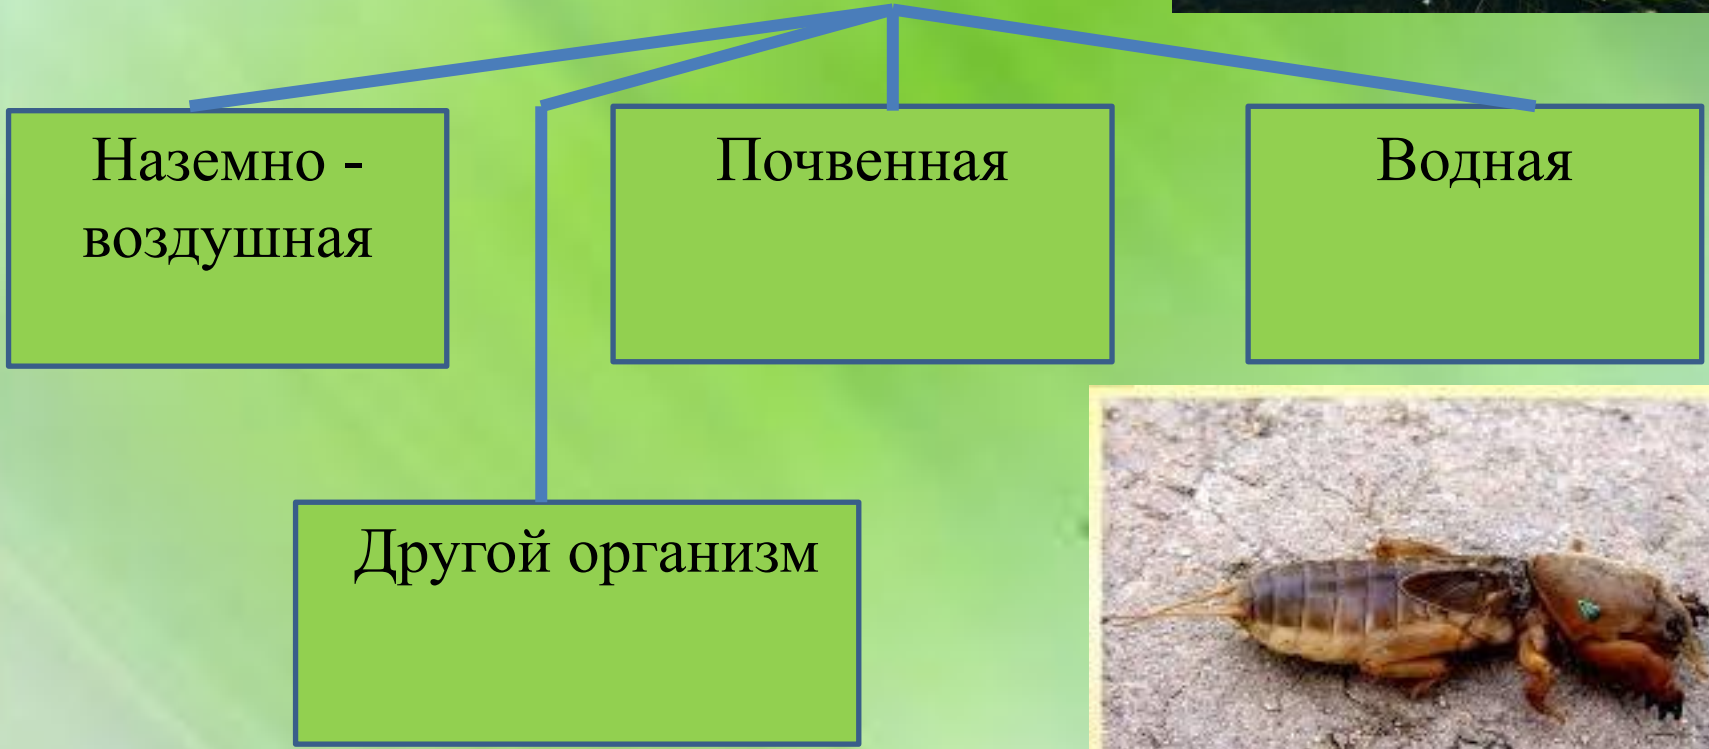 Наземно -
воздушная
Почвенная
Водная
Другой организм